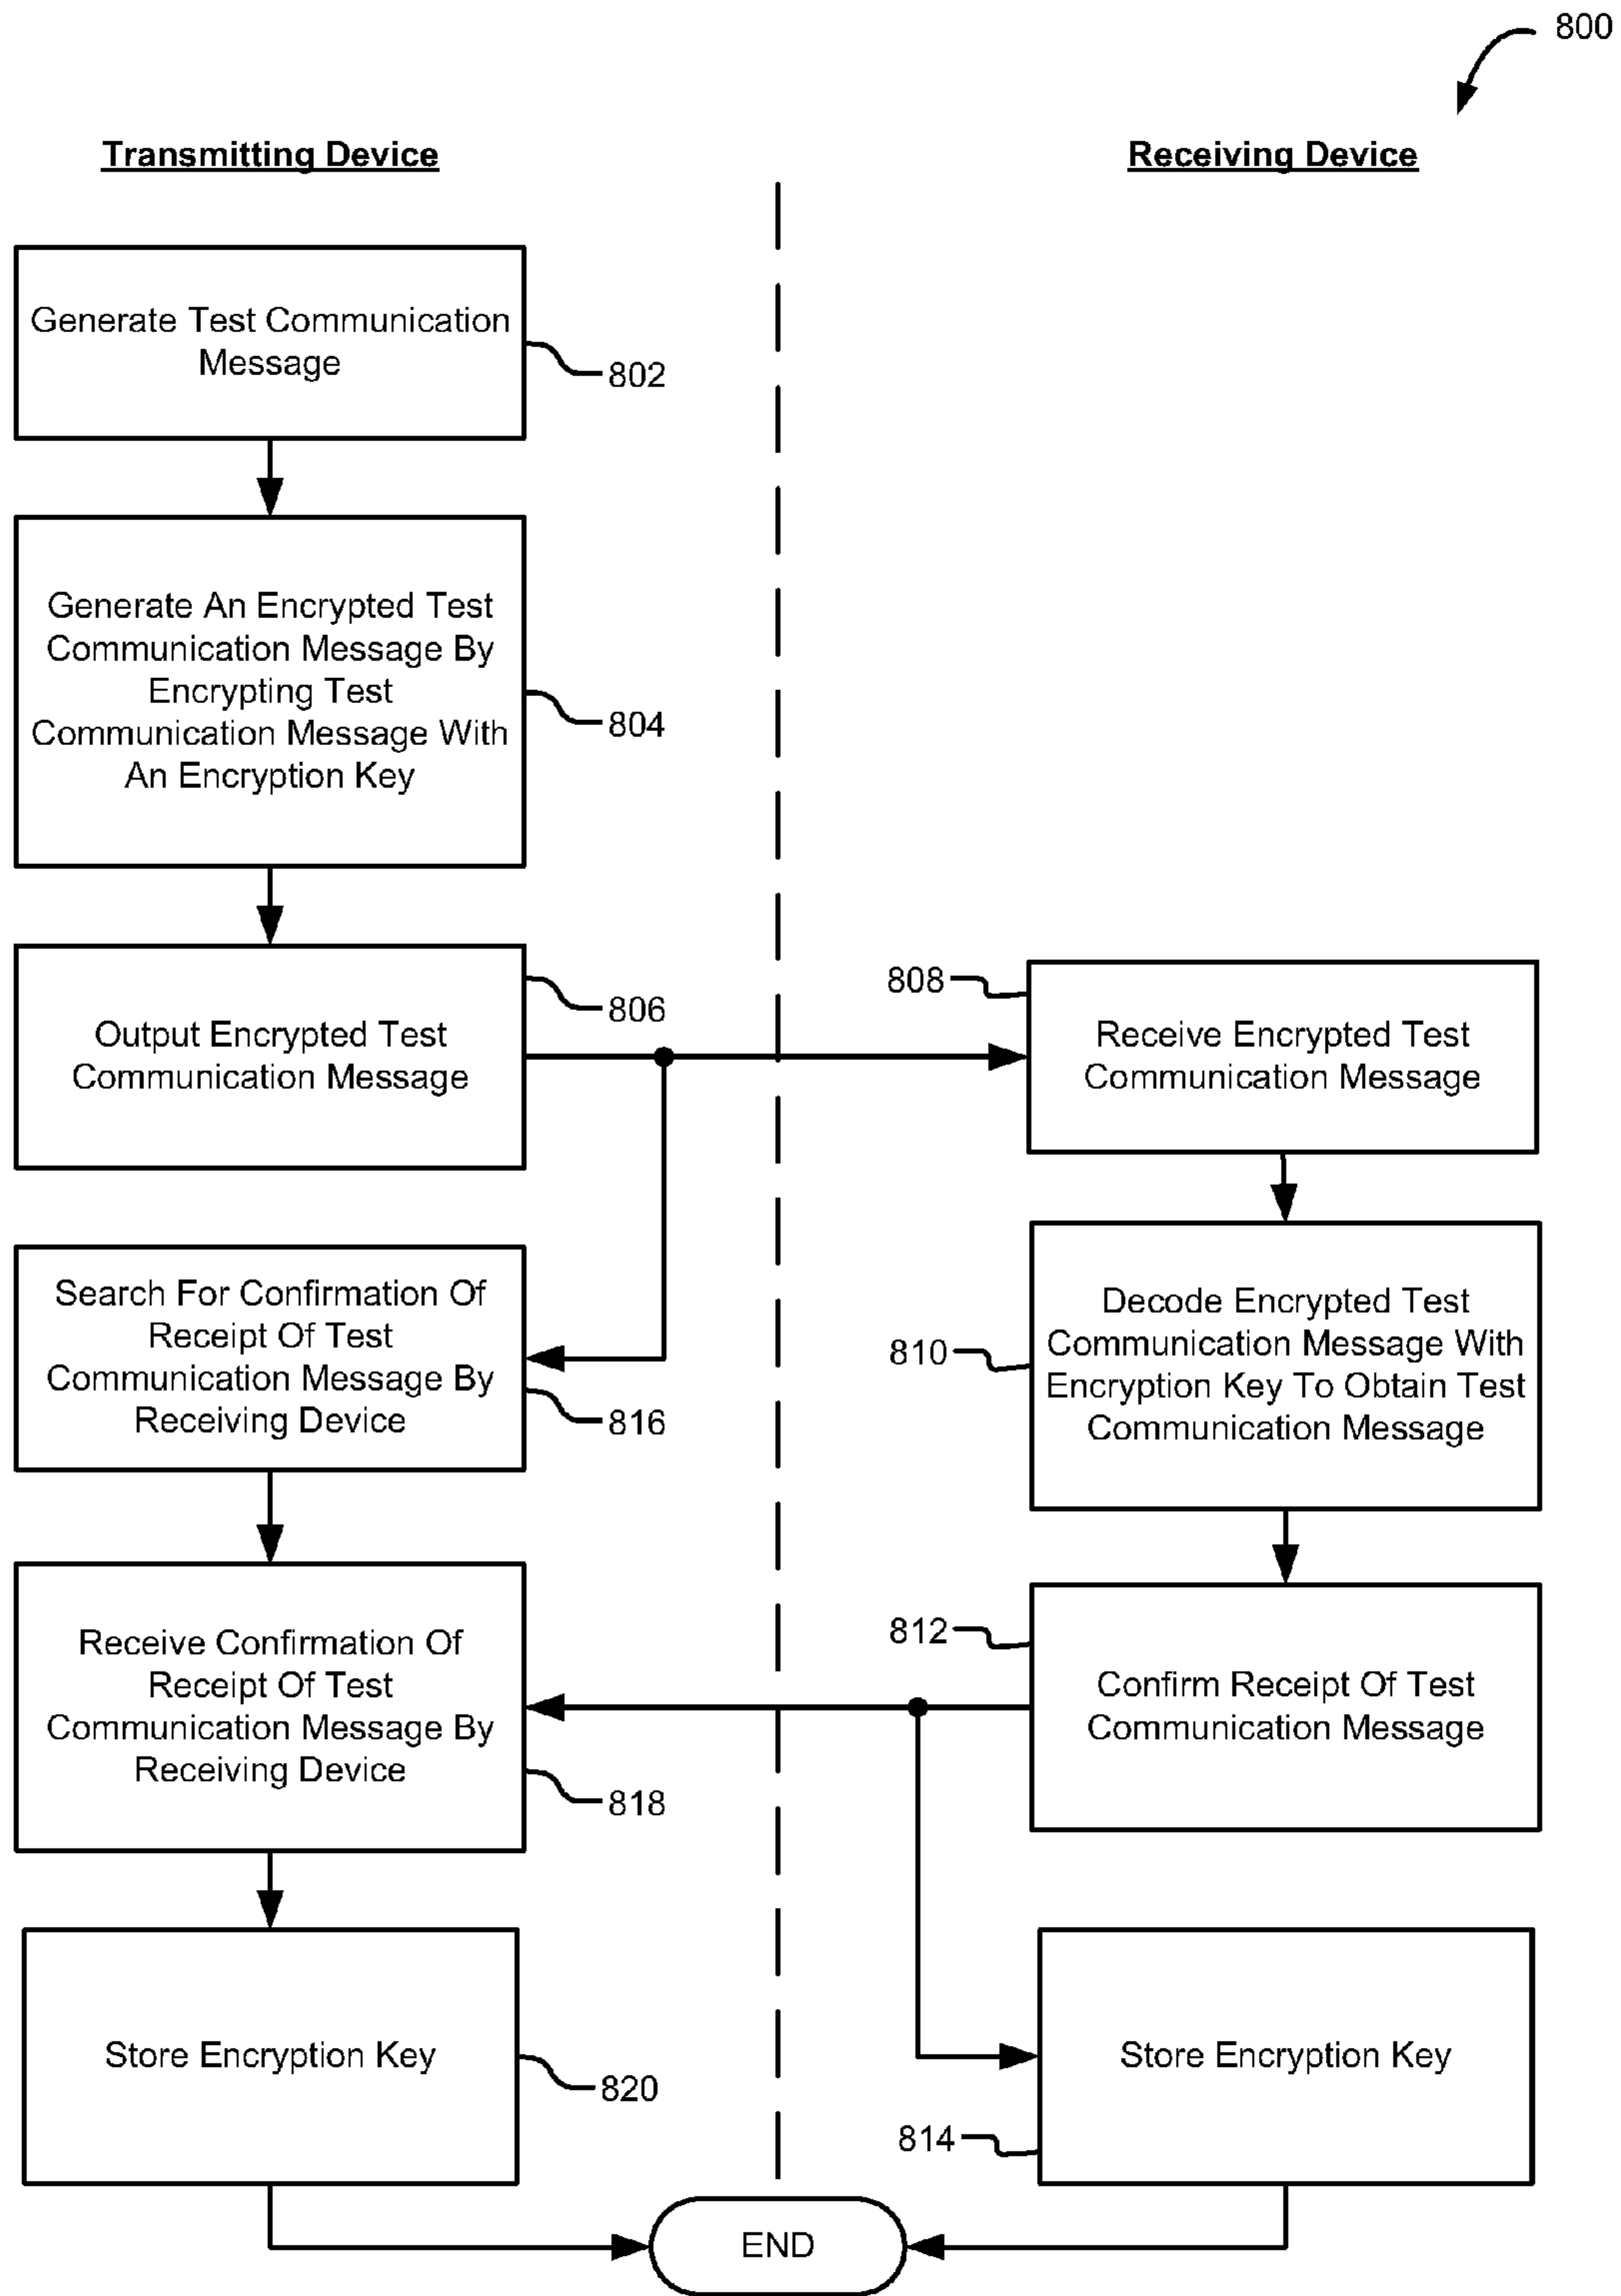 800
Transmitting Device
Receiving Device
Generate Test Communication
Message
802
Generate An Encrypted Test
Communication Message By
Encrypting Test
Communication Message With
An Encryption Key
804
Output Encrypted Test
Communication Message
806
808
Receive Encrypted Test
Communication Message
Decode Encrypted Test
Communication Message With
Encryption Key To Obtain Test
Communication Message
810
Search For Confirmation Of
Receipt Of Test
Communication Message By
Receiving Device
816
812
Confirm Receipt Of Test
Communication Message
Receive Confirmation Of
Receipt Of Test
Communication Message By
Receiving Device
818
Store Encryption Key
820
Store Encryption Key
814
END